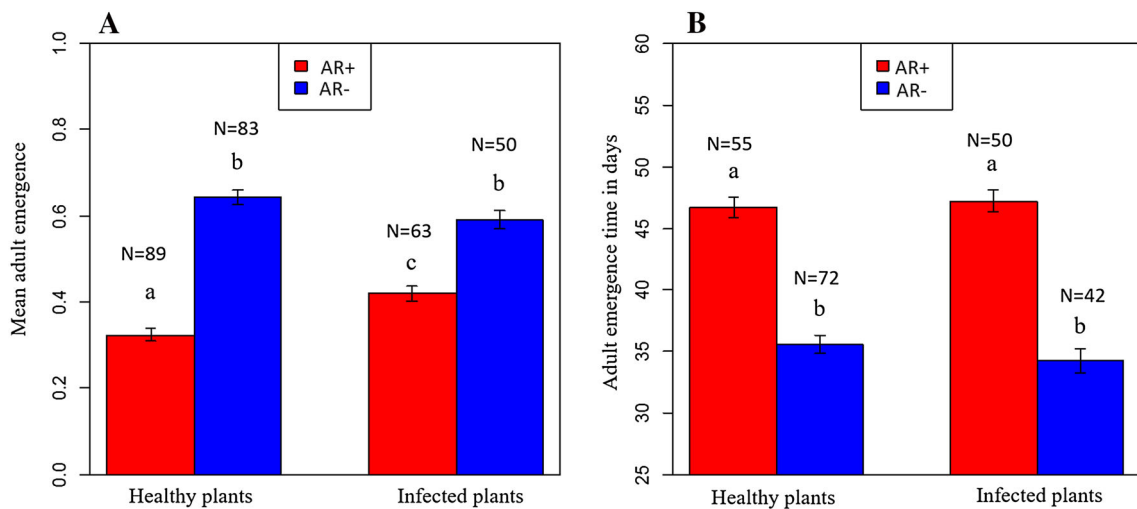 A
Mean adult emergence
1.0
0.8
0.6
0.4
0.2
0.0
AR+
AR-
N=89
a
N=83
b
N=63
c
N=50
b
Healthy plants
Infected plants
B
Adult emergence time in days
60
55
50
45
40
35
30
25
AR+
AR-
N=55
a
N=72
b
N=50
a
N=42
b
Healthy plants
Infected plants